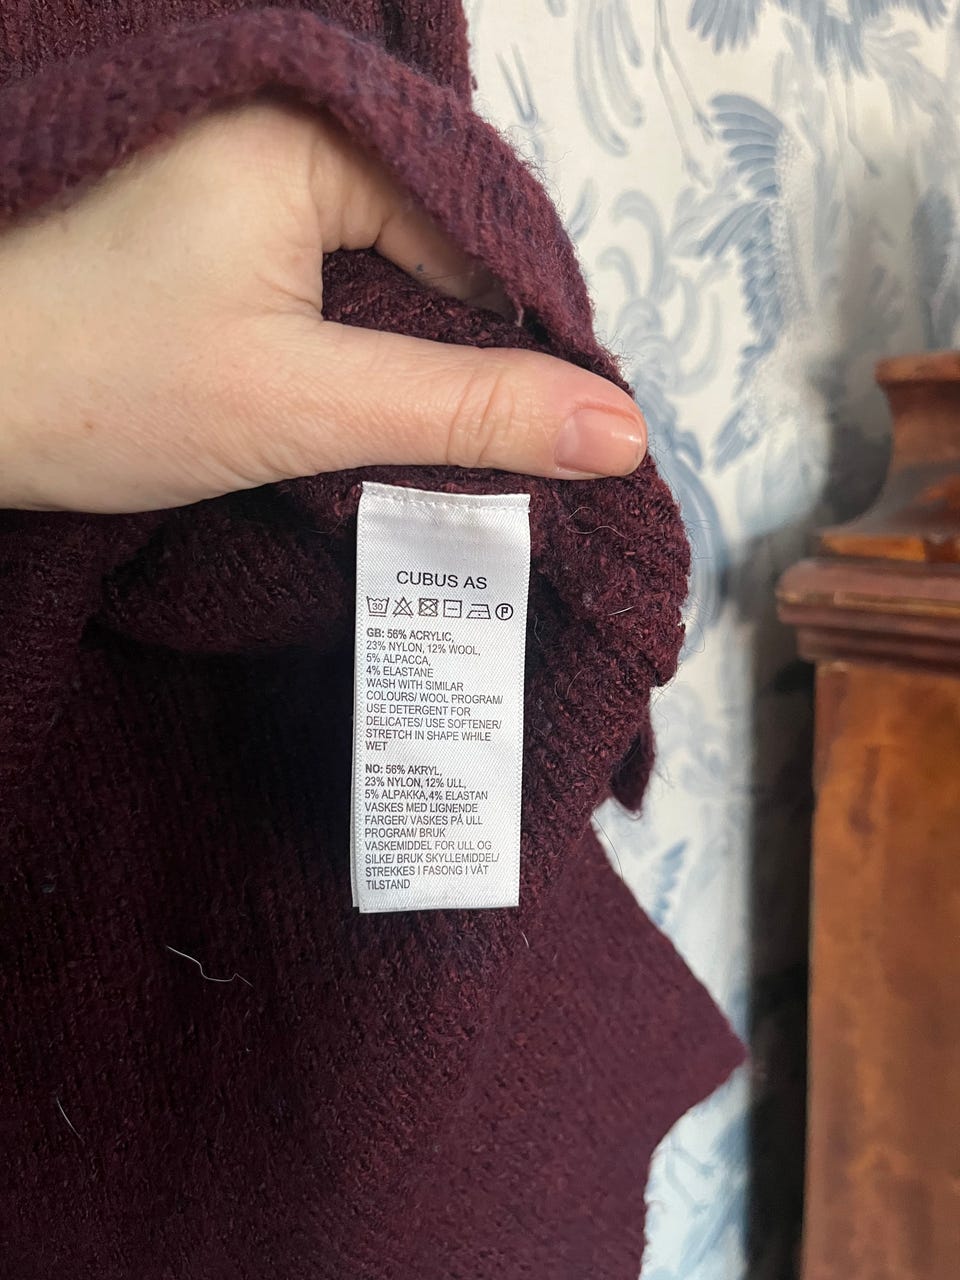 CUBUS AS
30 P
GB: 56% ACRYLIC,
23% NYLON, 12% WOOL,
5% ALPACCA,
4% ELASTANE
WASH WITH SIMILAR
COLOURS/ WOOL PROGRAM/
USE DETERGENT FOR
DELICATES/ USE SOFTENER/
STRETCH IN SHAPE WHILE
WET
NO: 56% AKRYL,
23% NYLON, 12% ULL,
5% ALPAKKA,4% ELASTAN
VASKES MED LIGNENDE
FARGER/ VASKES PÅ ULL
PROGRAM/ BRUK
VASKEMIDDEL FOR ULL OG
SILKE/ BRUK SKYLLEMIDDEL/
STREKKES I FASONG I VÅT
TILSTAND